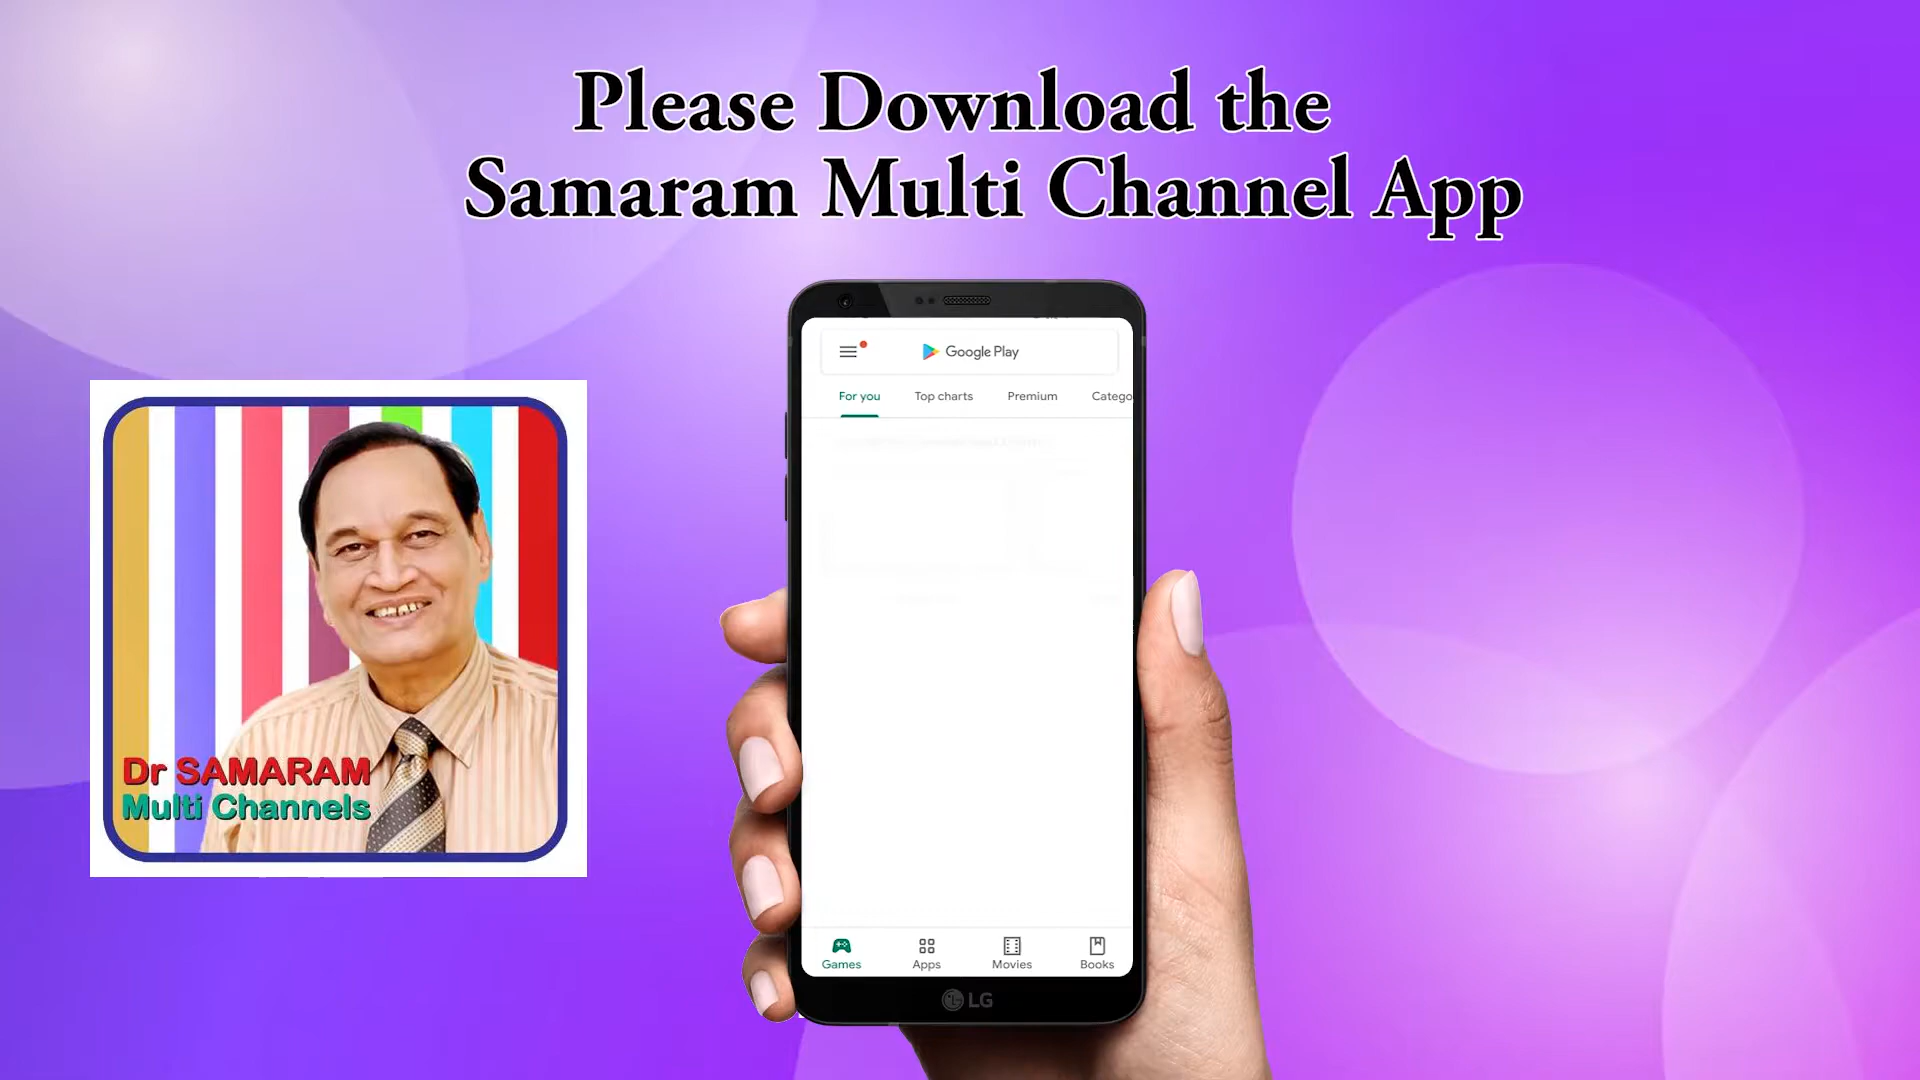 Please Download the
Samaram Multi Channel App
Google Play
For you Top charts Premium Catego
Dr SAMARAM
Multi Channels
Games Apps Movies Books
LG